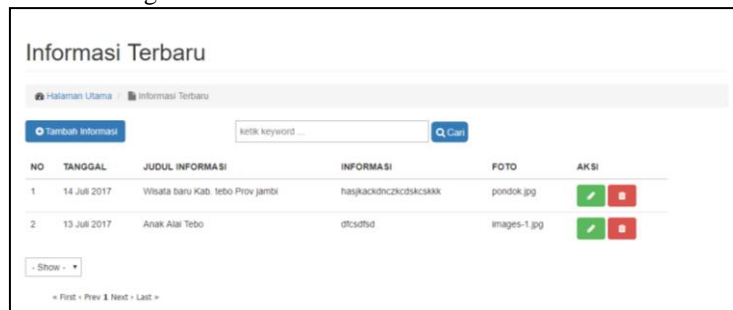 Informasi Terbaru
Halaman Utama / Informasi Terbaru
Tambah Informasi ketik keyword ... Cari
NO TANGGAL JUDUL INFORMASI INFORMASI FOTO AKSI
1 14 Juli 2017 Wisata baru Kab. tebo Prov jambi hasjkackdnczkcdskcskkk pondok.jpg
2 13 Juli 2017 Anak Alai Tebo dfcsdfsd images-1.jpg
- Show -
« First ‹ Prev 1 Next › Last »